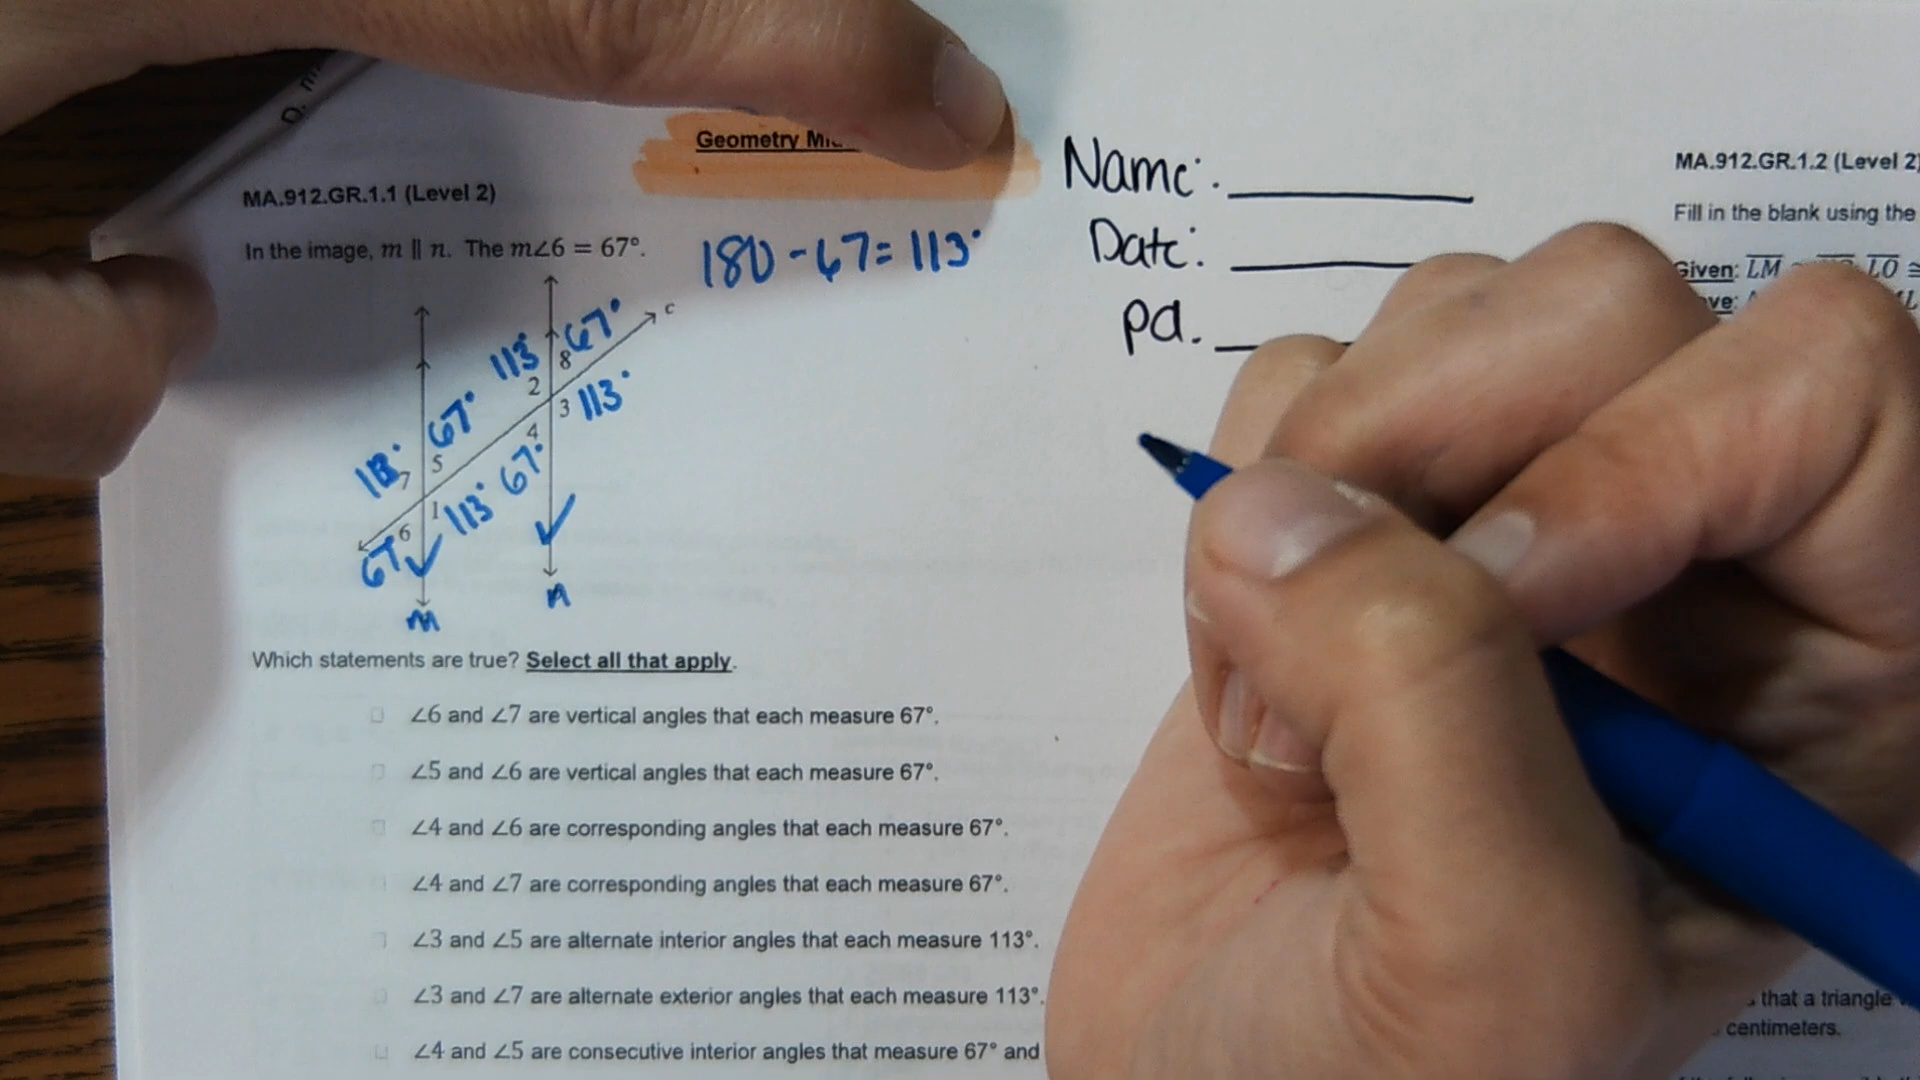 D. m
Geometry
MA.912.GR.1.1 (Level 2)
In the image, m ∥ n. The m∠6 = 67°.
180 - 67 = 113°
c
113° 67°
8
2
3 113°
4
67°
113°
7
67°
5
1 113°
6
67°
m
n
Which statements are true? Select all that apply.
∠6 and ∠7 are vertical angles that each measure 67°.
∠5 and ∠6 are vertical angles that each measure 67°.
∠4 and ∠6 are corresponding angles that each measure 67°.
∠4 and ∠7 are corresponding angles that each measure 67°.
∠3 and ∠5 are alternate interior angles that each measure 113°.
∠3 and ∠7 are alternate exterior angles that each measure 113°.
∠4 and ∠5 are consecutive interior angles that measure 67° and
Name:
Date:
pd.
MA.912.GR.1.2 (Level 2)
Fill in the blank using the
Given: LM LO ≅
that a triangle
centimeters.